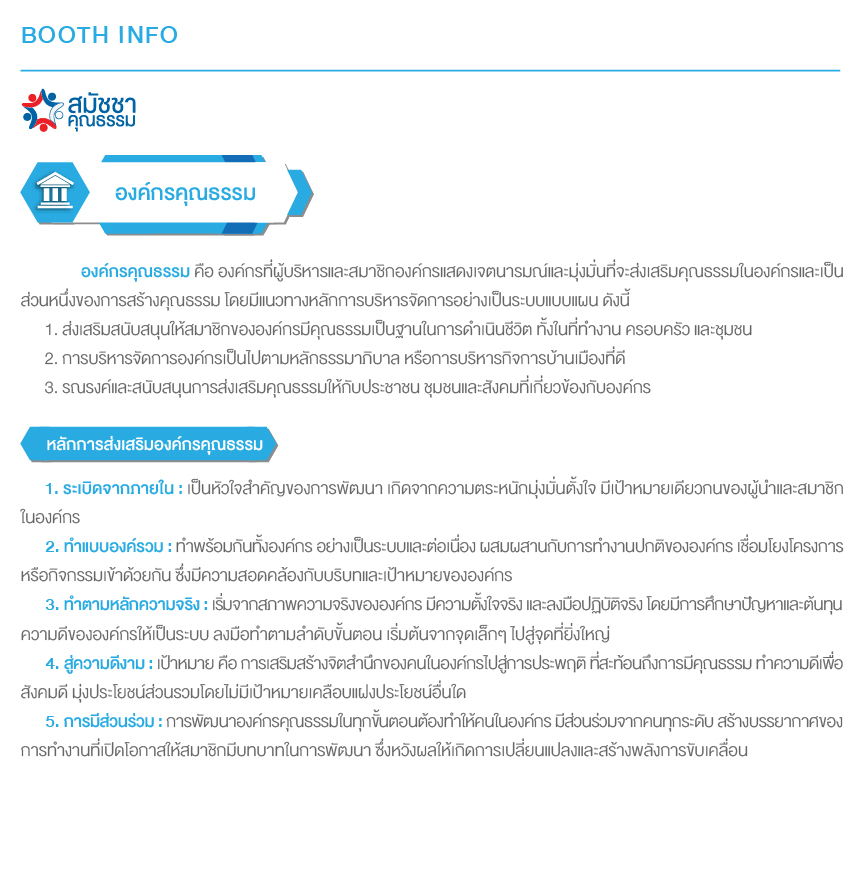 BOOTH INFO
สมัชชา
คุณธรรม
องค์กรคุณธรรม
องค์กรคุณธรรม คือ องค์กรที่ผู้บริหารและสมาชิกองค์กรแสดงเจตนารมณ์และมุ่งมั่นที่จะส่งเสริมคุณธรรมในองค์กรและเป็น
ส่วนหนึ่งของการสร้างคุณธรรม โดยมีแนวทางหลักการบริหารจัดการอย่างเป็นระบบแบบแผน ดังนี้
1. ส่งเสริมสนับสนุนให้สมาชิกขององค์กรมีคุณธรรมเป็นฐานในการดำเนินชีวิต ทั้งในที่ทำงาน ครอบครัว และชุมชน
2. การบริหารจัดการองค์กรเป็นไปตามหลักธรรมาภิบาล หรือการบริหารกิจการบ้านเมืองที่ดี
3. รณรงค์และสนับสนุนการส่งเสริมคุณธรรมให้กับประชาชน ชุมชนและสังคมที่เกี่ยวข้องกับองค์กร
หลักการส่งเสริมองค์กรคุณธรรม
1. ระเบิดจากภายใน : เป็นหัวใจสำคัญของการพัฒนา เกิดจากความตระหนักมุ่งมั่นตั้งใจ มีเป้าหมายเดียวกนของผู้นำและสมาชิก
ในองค์กร
2. ทำแบบองค์รวม : ทำพร้อมกันทั้งองค์กร อย่างเป็นระบบและต่อเนื่อง ผสมผสานกับการทำงานปกติขององค์กร เชื่อมโยงโครงการ
หรือกิจกรรมเข้าด้วยกัน ซึ่งมีความสอดคล้องกับบริบทและเป้าหมายขององค์กร
3. ทำตามหลักความจริง : เริ่มจากสภาพความจริงขององค์กร มีความตั้งใจจริง และลงมือปฏิบัติจริง โดยมีการศึกษาปัญหาและต้นทุน
ความดีขององค์กรให้เป็นระบบ ลงมือทำตามลำดับขั้นตอน เริ่มต้นจากจุดเล็กๆ ไปสู่จุดที่ยิ่งใหญ่
4. สู่ความดีงาม : เป้าหมาย คือ การเสริมสร้างจิตสำนึกของคนในองค์กรไปสู่การประพฤติ ที่สะท้อนถึงการมีคุณธรรม ทำความดีเพื่อ
สังคมดี มุ่งประโยชน์ส่วนรวมโดยไม่มีเป้าหมายเคลือบแฝงประโยชน์อื่นใด
5. การมีส่วนร่วม : การพัฒนาองค์กรคุณธรรมในทุกขั้นตอนต้องทำให้คนในองค์กร มีส่วนร่วมจากคนทุกระดับ สร้างบรรยากาศของ
การทำงานที่เปิดโอกาสให้สมาชิกมีบทบาทในการพัฒนา ซึ่งหวังผลให้เกิดการเปลี่ยนแปลงและสร้างพลังการขับเคลื่อน